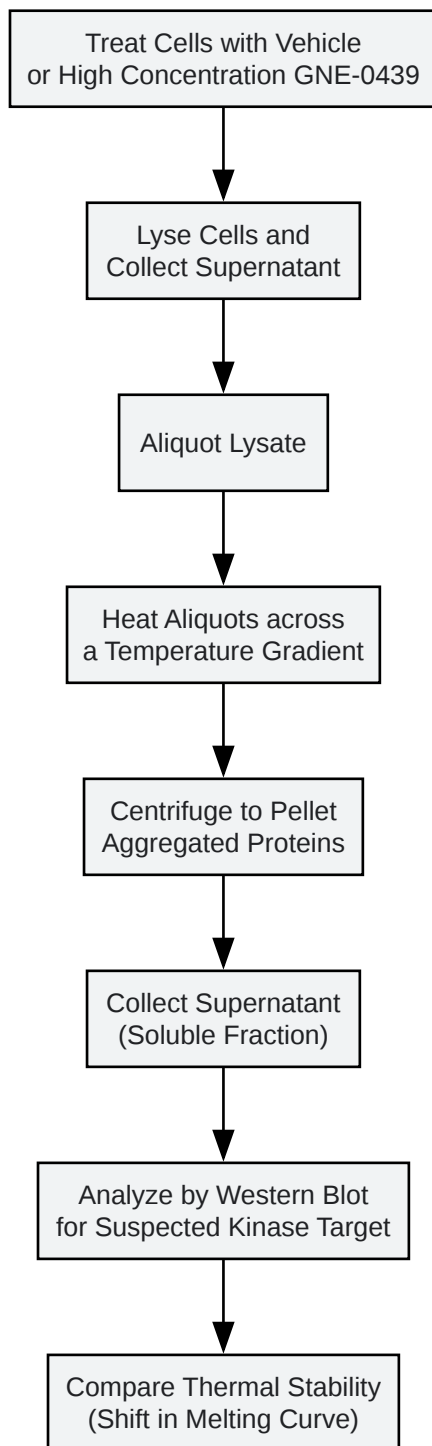 Treat Cells with Vehicle
or High Concentration GNE-0439
Lyse Cells and
Collect Supernatant
Aliquot Lysate
Heat Aliquots across
a Temperature Gradient
Centrifuge to Pellet
Aggregated Proteins
Collect Supernatant
(Soluble Fraction)
Analyze by Western Blot
for Suspected Kinase Target
Compare Thermal Stability
(Shift in Melting Curve)